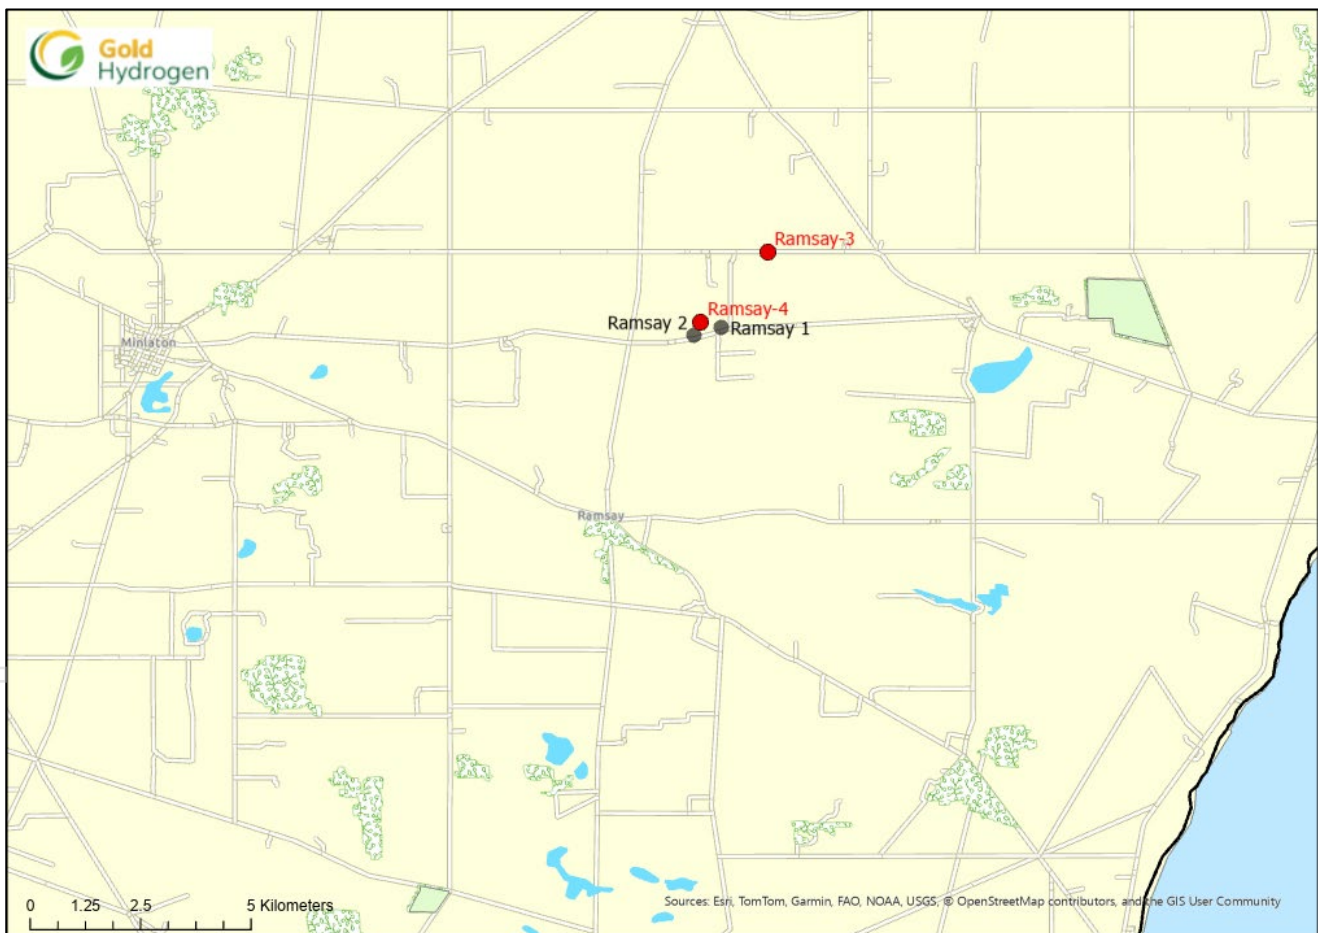 Gold
Hydrogen
Ramsay-3
Ramsay-4
Ramsay 2
Ramsay 1
Minlaton
Ramsay
0 1.25 2.5 5 Kilometers
Sources: Esri, TomTom, Garmin, FAO, NOAA, USGS, © OpenStreetMap contributors, and the GIS User Community